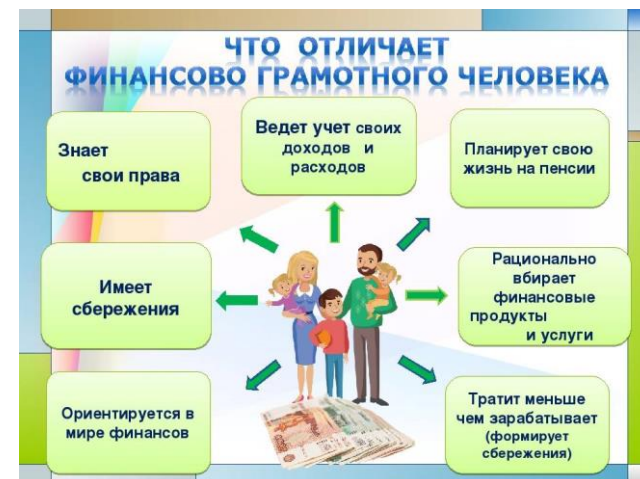 ЧТО ОТЛИЧАЕТ
ФИНАНСОВО ГРАМОТНОГО ЧЕЛОВЕКА
Знает
свои права
Ведет учет своих
доходов и
расходов
Планирует свою
жизнь на пенсии
Имеет
сбережения
Рационально
вбирает
финансовые
продукты
и услуги
Ориентируется в
мире финансов
Тратит меньше
чем зарабатывает
(формирует
сбережения)